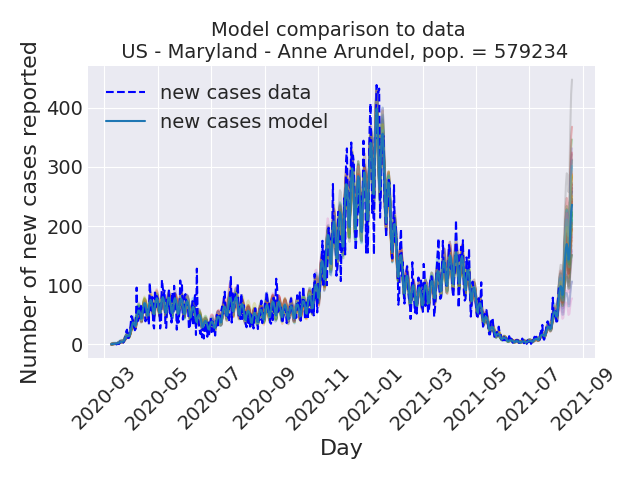 Model comparison to data
US - Maryland - Anne Arundel, pop. = 579234
new cases data
new cases model
Number of new cases reported
400
300
200
100
0
2020-03
2020-05
2020-07
2020-09
2020-11
2021-01
2021-03
2021-05
2021-07
2021-09
Day